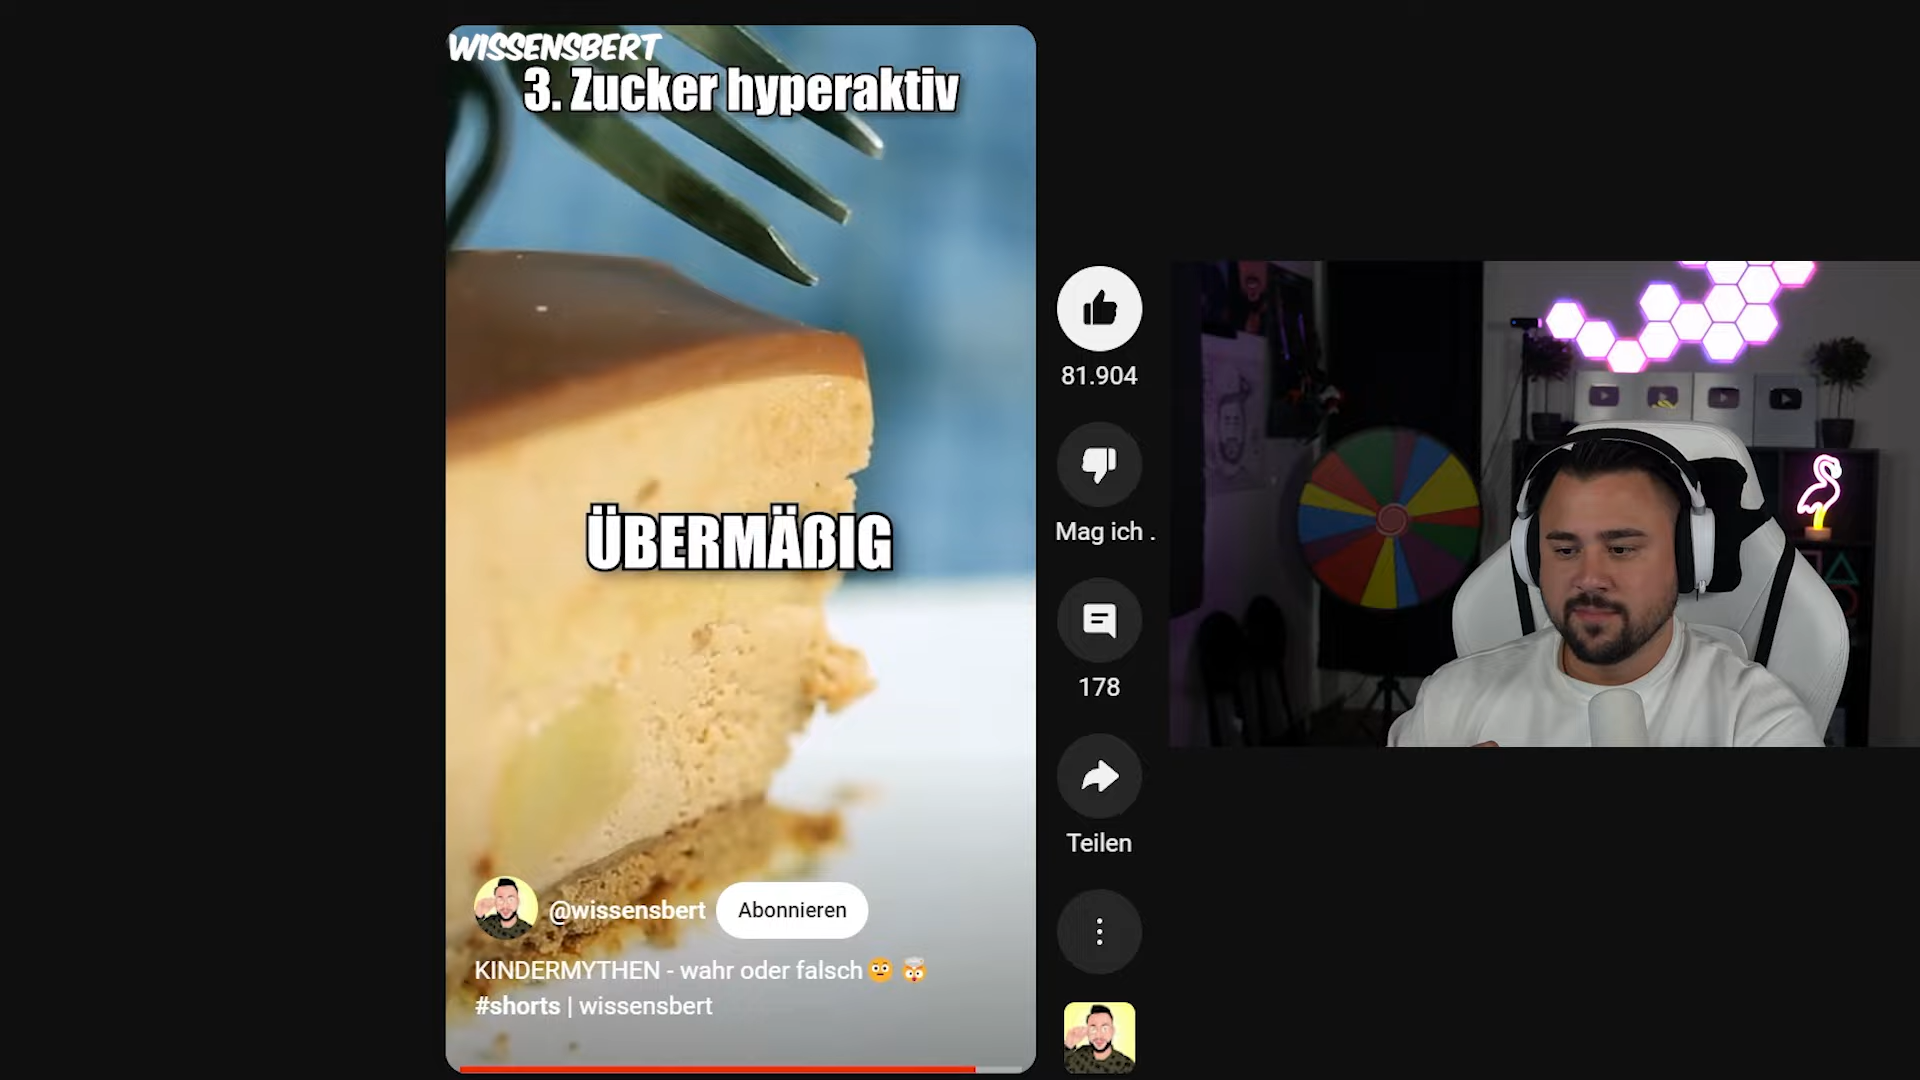 WISSENSBERT
3. Zucker hyperaktiv
ÜBERMÄßIG
@wissensbert
Abonnieren
KINDERMYTHEN - wahr oder falsch 😳 🤯
#shorts | wissensbert
81.904
Mag ich .
178
Teilen